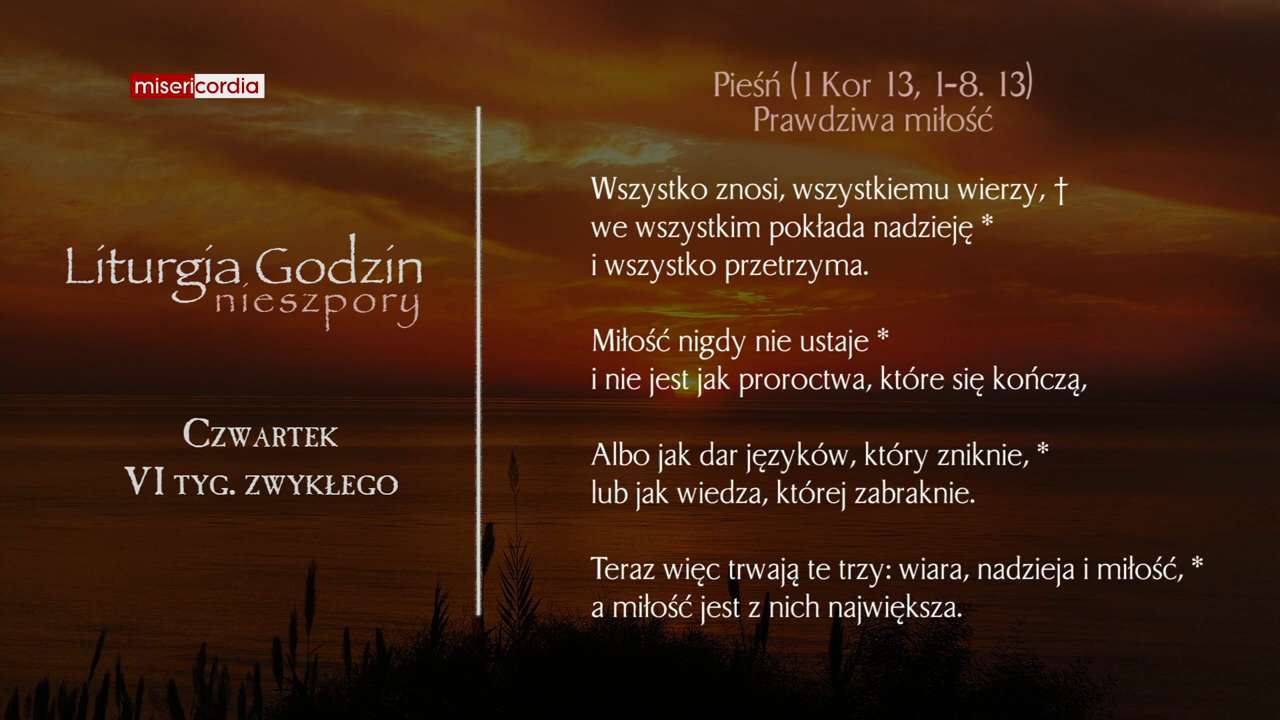 misericordia
Liturgia Godzin
nieszpory
Czwartek
VI tyg. zwykłego
Pieśń (1 Kor 13, 1-8. 13)
Prawdziwa miłość
Wszystko znosi, wszystkiemu wierzy, †
we wszystkim pokłada nadzieję *
i wszystko przetrzyma.
Miłość nigdy nie ustaje *
i nie jest jak proroctwa, które się kończą,
Albo jak dar języków, który zniknie, *
lub jak wiedza, której zabraknie.
Teraz więc trwają te trzy: wiara, nadzieja i miłość, *
a miłość jest z nich największa.